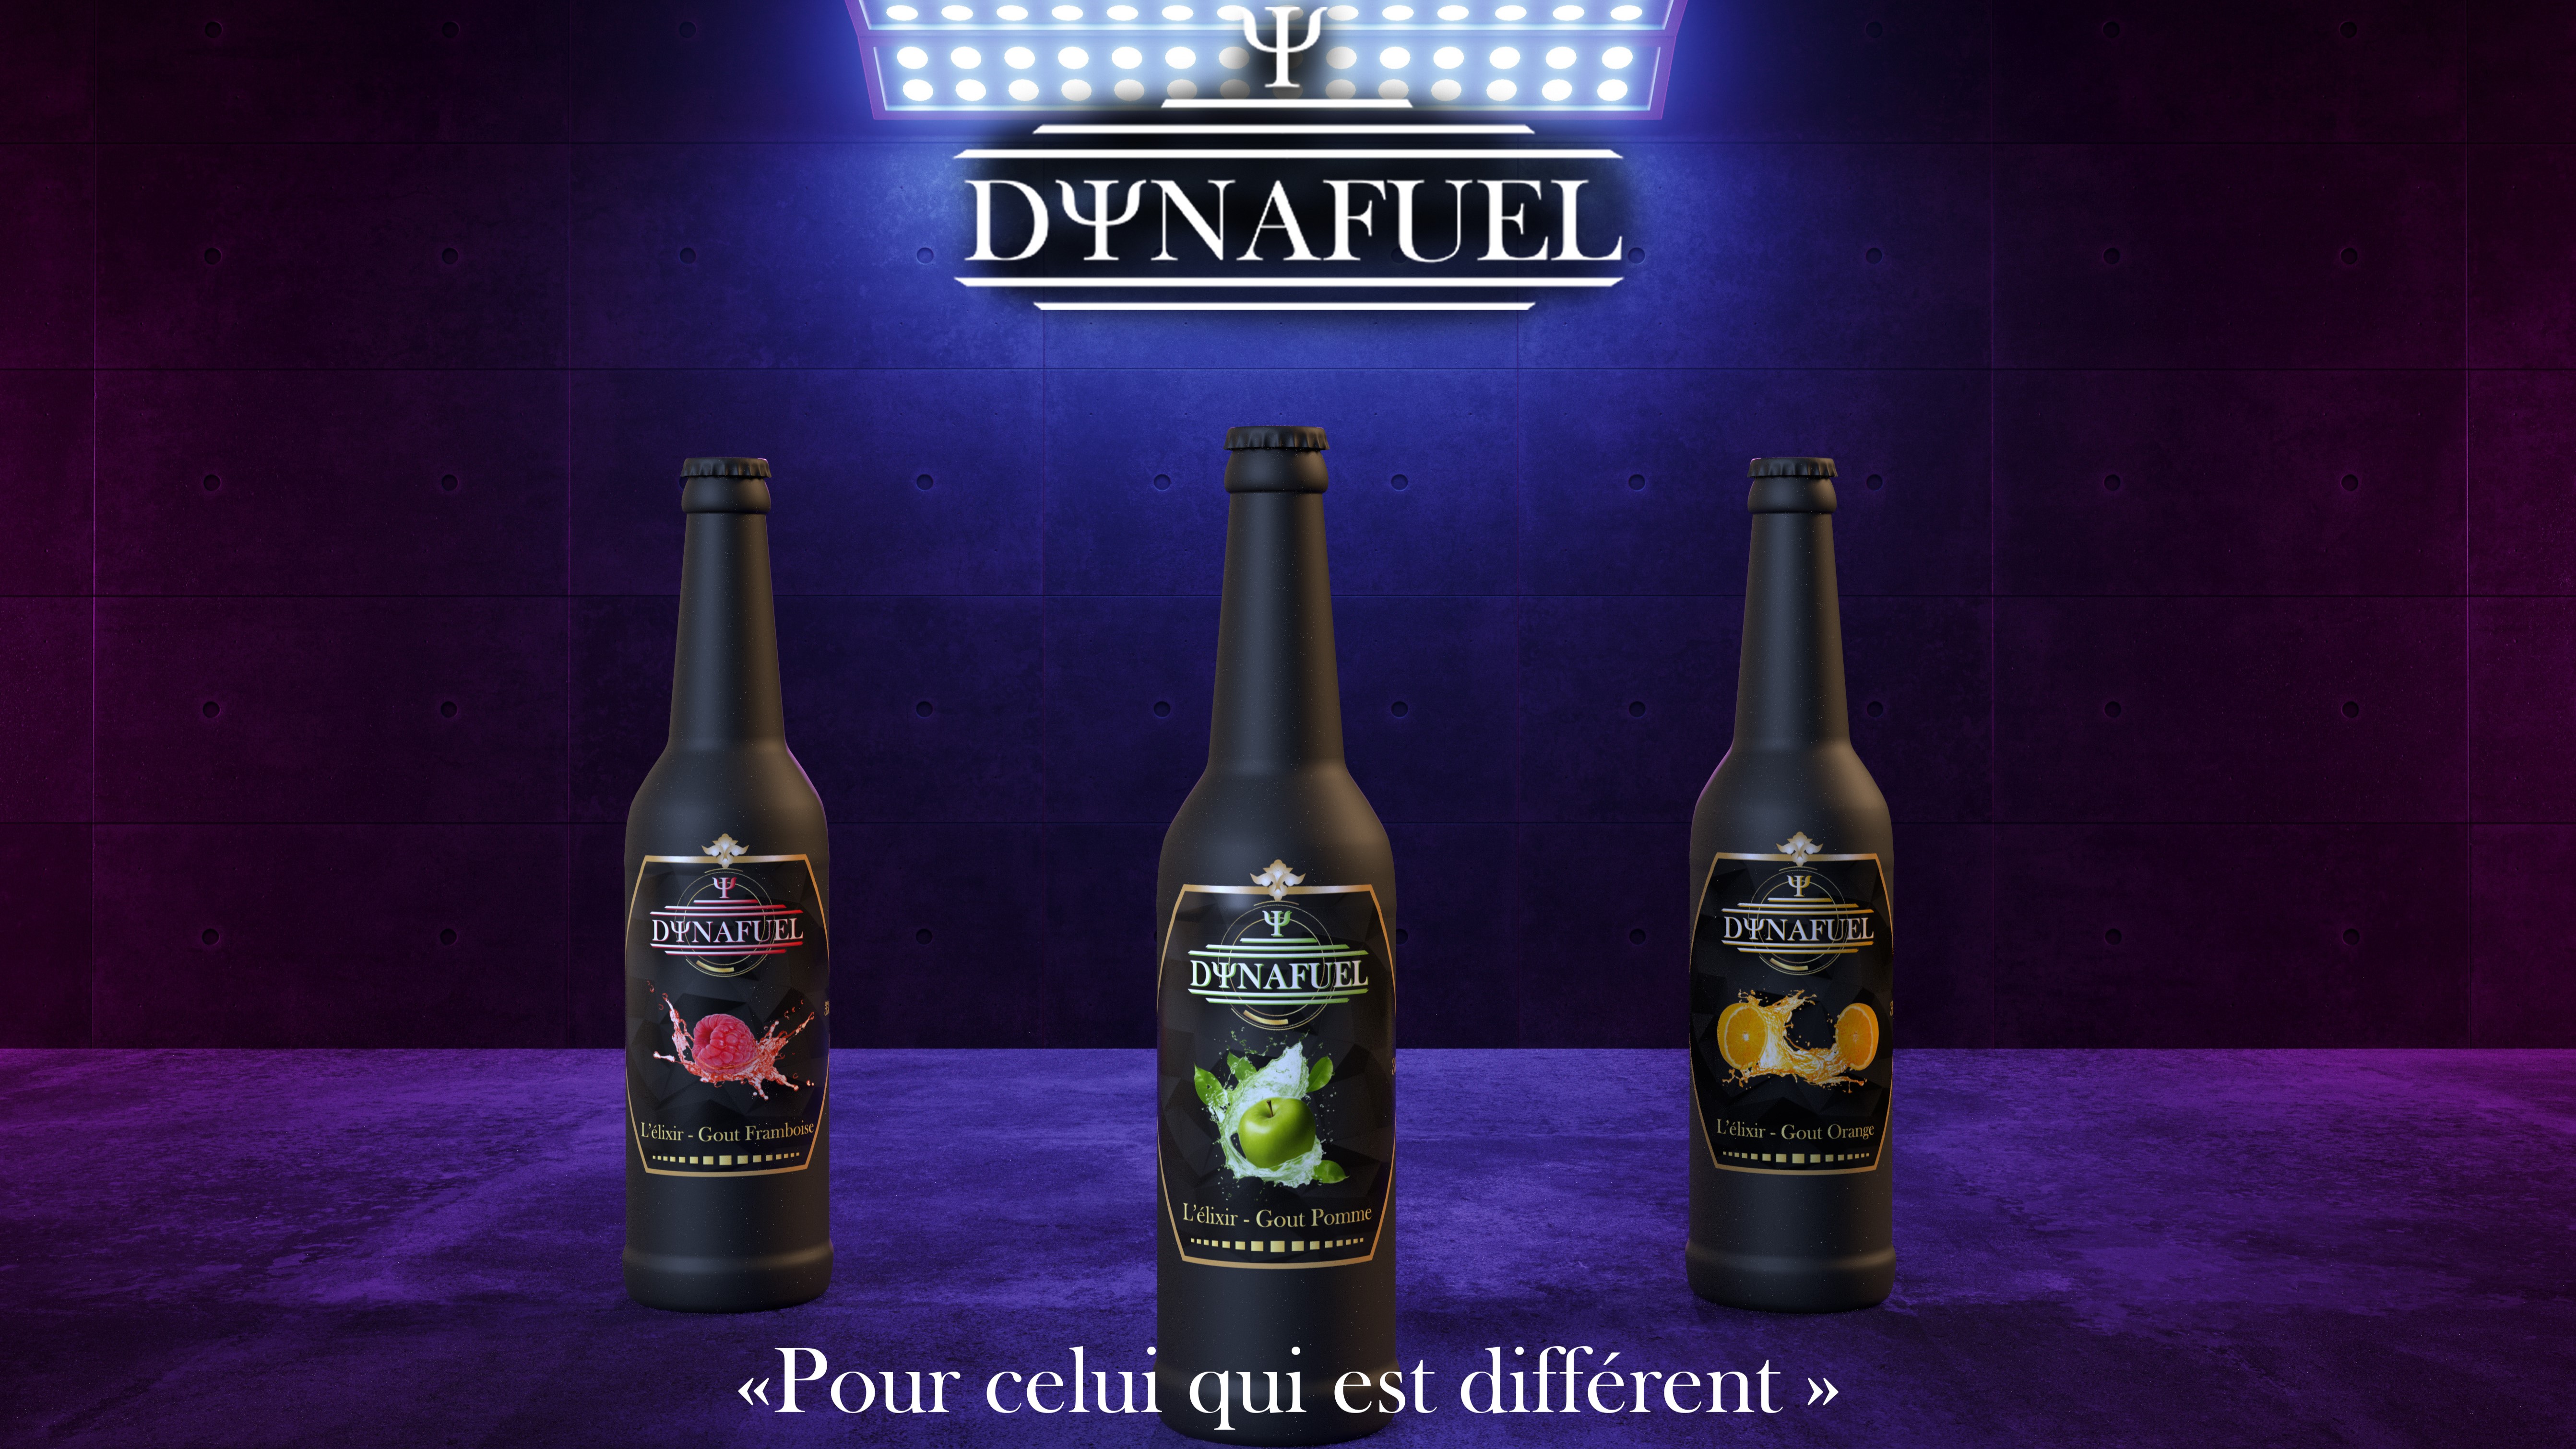 Ψ
DΨNAFUEL
Ψ
DΨNAFUEL
L'élixir - Gout Framboise
Ψ
DΨNAFUEL
L'élixir - Gout Pomme
Ψ
DΨNAFUEL
L'élixir - Gout Orange
«Pour celui qui est différent »